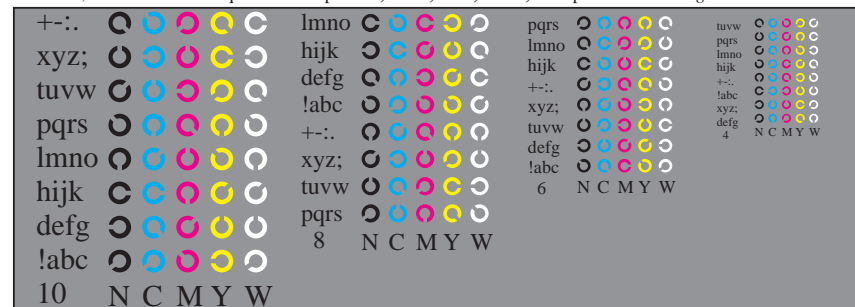 +-:.
xyz;
tuvw
pqrs
lmno
hijk
defg
!abc
10 N C M Y W
lmno
hijk
defg
!abc
+-:.
xyz;
tuvw
pqrs
8 N C M Y W
pqrs
lmno
hijk
+-:.
xyz;
tuvw
defg
!abc
6 N C M Y W
tuvw
pqrs
lmno
hijk
+-:.
!abc
xyz;
defg
4 N C M Y W